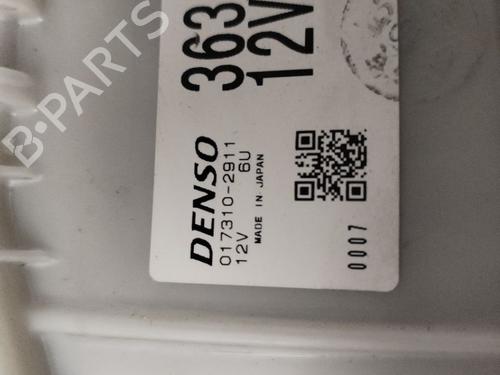 363
12V
DENSO
017310-2911
6U
12V
MADE IN JAPAN
0007
B-PARTS